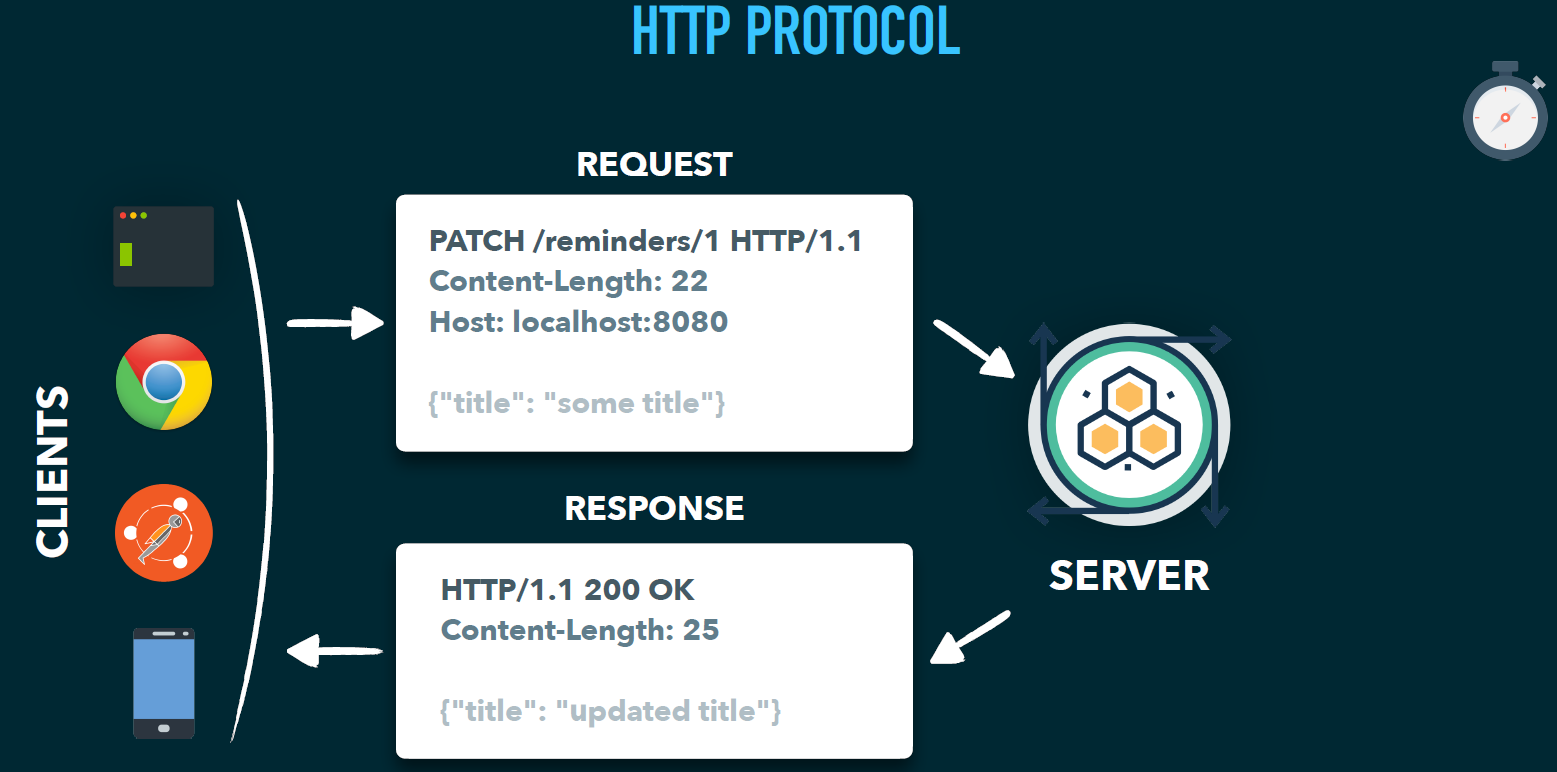 HTTP PROTOCOL
REQUEST
PATCH /reminders/1 HTTP/1.1
Content-Length: 22
Host: localhost:8080
{"title": "some title"}
CLIENTS
SERVER
RESPONSE
HTTP/1.1 200 OK
Content-Length: 25
{"title": "updated title"}